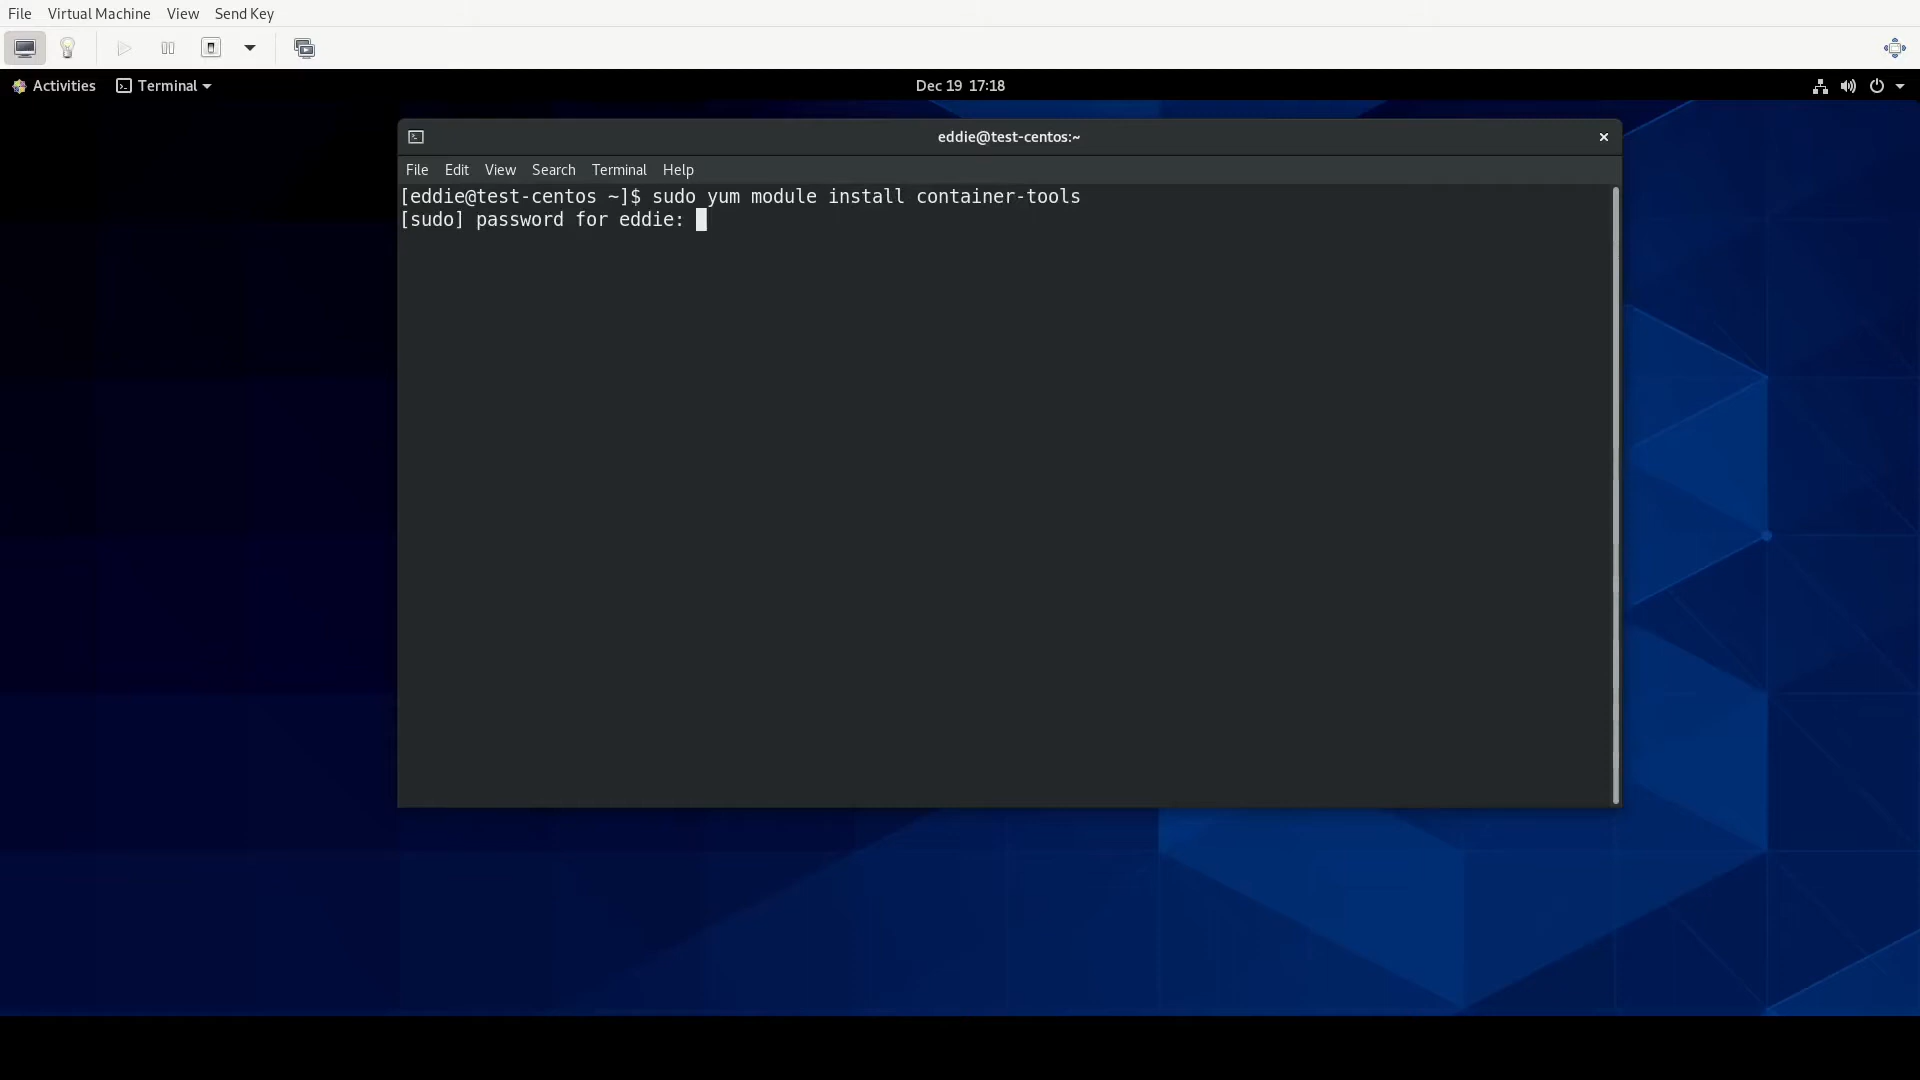 File Virtual Machine View Send Key
Activities Terminal Dec 19 17:18
eddie@test-centos:~
File Edit View Search Terminal Help
[eddie@test-centos ~]$ sudo yum module install container-tools
[sudo] password for eddie: